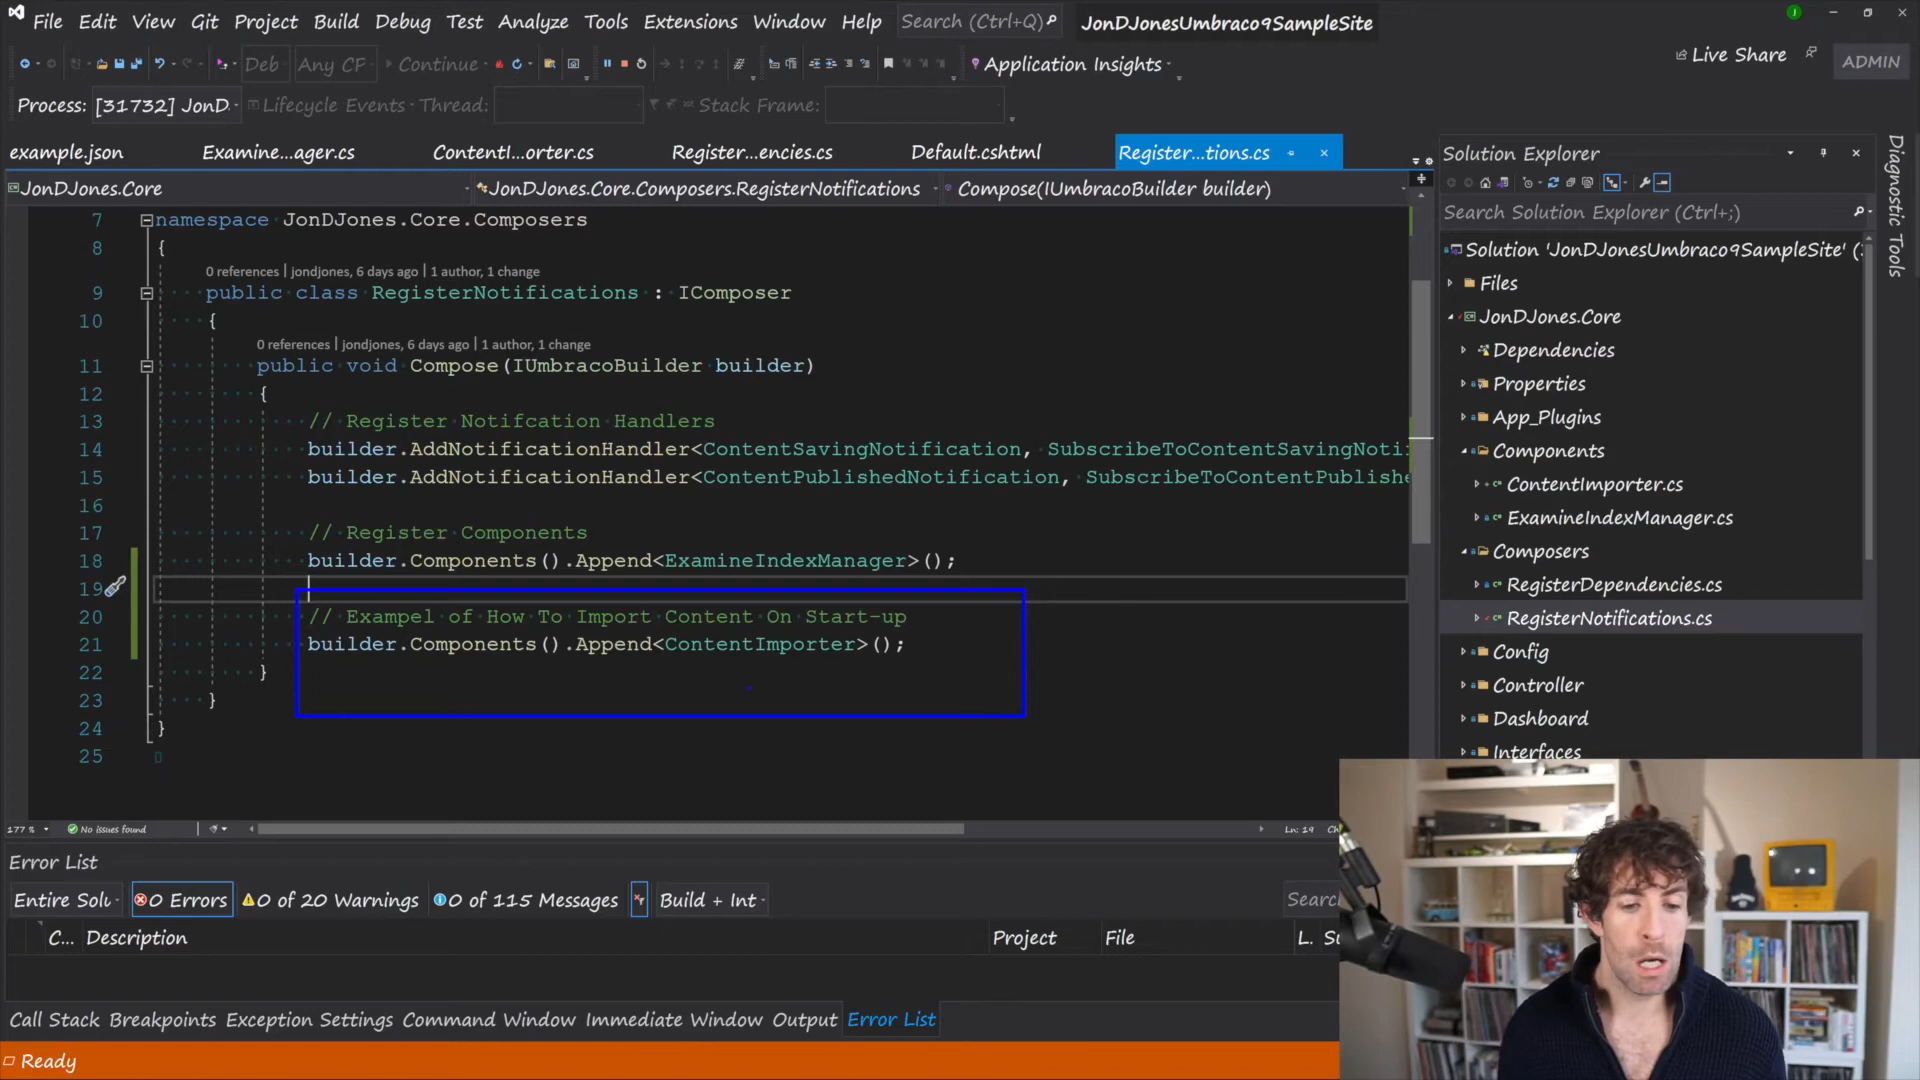 File Edit View Git Project Build Debug Test Analyze Tools Extensions Window Help Search (Ctrl+Q) JonDJonesUmbraco9SampleSite
Deb Any CP Continue Application Insights Live Share ADMIN
Process: [31732] JonD. Lifecycle Events Thread: Stack Frame:
example.json Examine...ager.cs ContentI...orter.cs Register...encies.cs Default.cshtml Register...tions.cs
JonDJones.Core JonDJones.Core.Composers.RegisterNotifications Compose(IUmbracoBuilder builder)
7 namespace JonDJones.Core.Composers
8 {
0 references | jondjones, 6 days ago | 1 author, 1 change
9 public class RegisterNotifications : IComposer
10 {
0 references | jondjones, 6 days ago | 1 author, 1 change
11 public void Compose(IUmbracoBuilder builder)
12 {
13 // Register Notifcation Handlers
14 builder.AddNotificationHandler<ContentSavingNotification, SubscribeToContentSavingNoti
15 builder.AddNotificationHandler<ContentPublishedNotification, SubscribeToContentPublishe
16
17 // Register Components
18 builder.Components().Append<ExamineIndexManager>();
19
20 // Exampel of How To Import Content On Start-up
21 builder.Components().Append<ContentImporter>();
22 }
23 }
24 }
25
177 % No issues found Ln: 19
Solution Explorer
Search Solution Explorer (Ctrl+;)
Solution 'JonDJonesUmbraco9SampleSite' (
Files
JonDJones.Core
Dependencies
Properties
App_Plugins
Components
ContentImporter.cs
ExamineIndexManager.cs
Composers
RegisterDependencies.cs
RegisterNotifications.cs
Config
Controller
Dashboard
Interfaces
Diagnostic Tools
Error List
Entire Solu 0 Errors 0 of 20 Warnings 0 of 115 Messages Build + Int Searc
C... Description Project File L. Su
Call Stack Breakpoints Exception Settings Command Window Immediate Window Output Error List
Ready